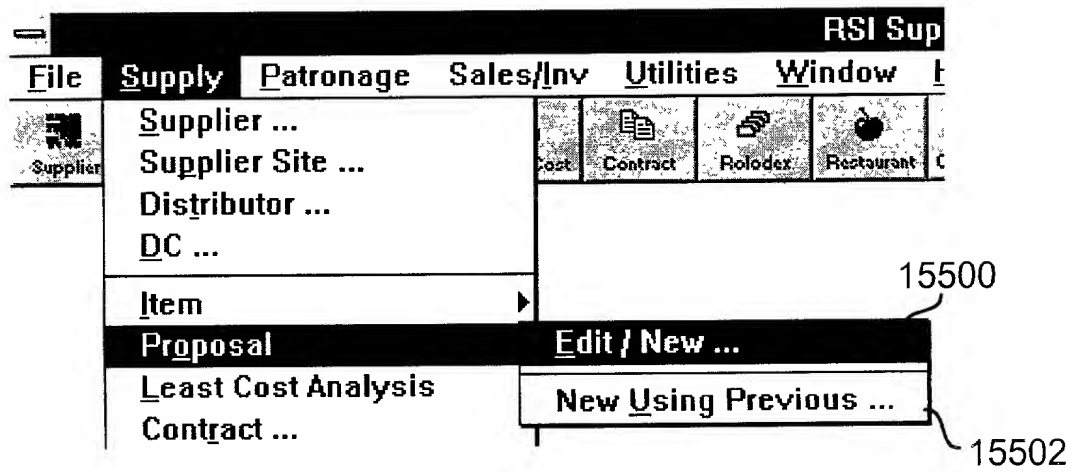 RSI Sup
File Supply Patronage Sales/Inv Utilities Window
Supplier Cost Contract Rolodex Restaurant
Supplier ...
Supplier Site ...
Distributor ...
DC ...
Item
Proposal
Least Cost Analysis
Contract ...
Edit / New ...
New Using Previous ...
15500
15502